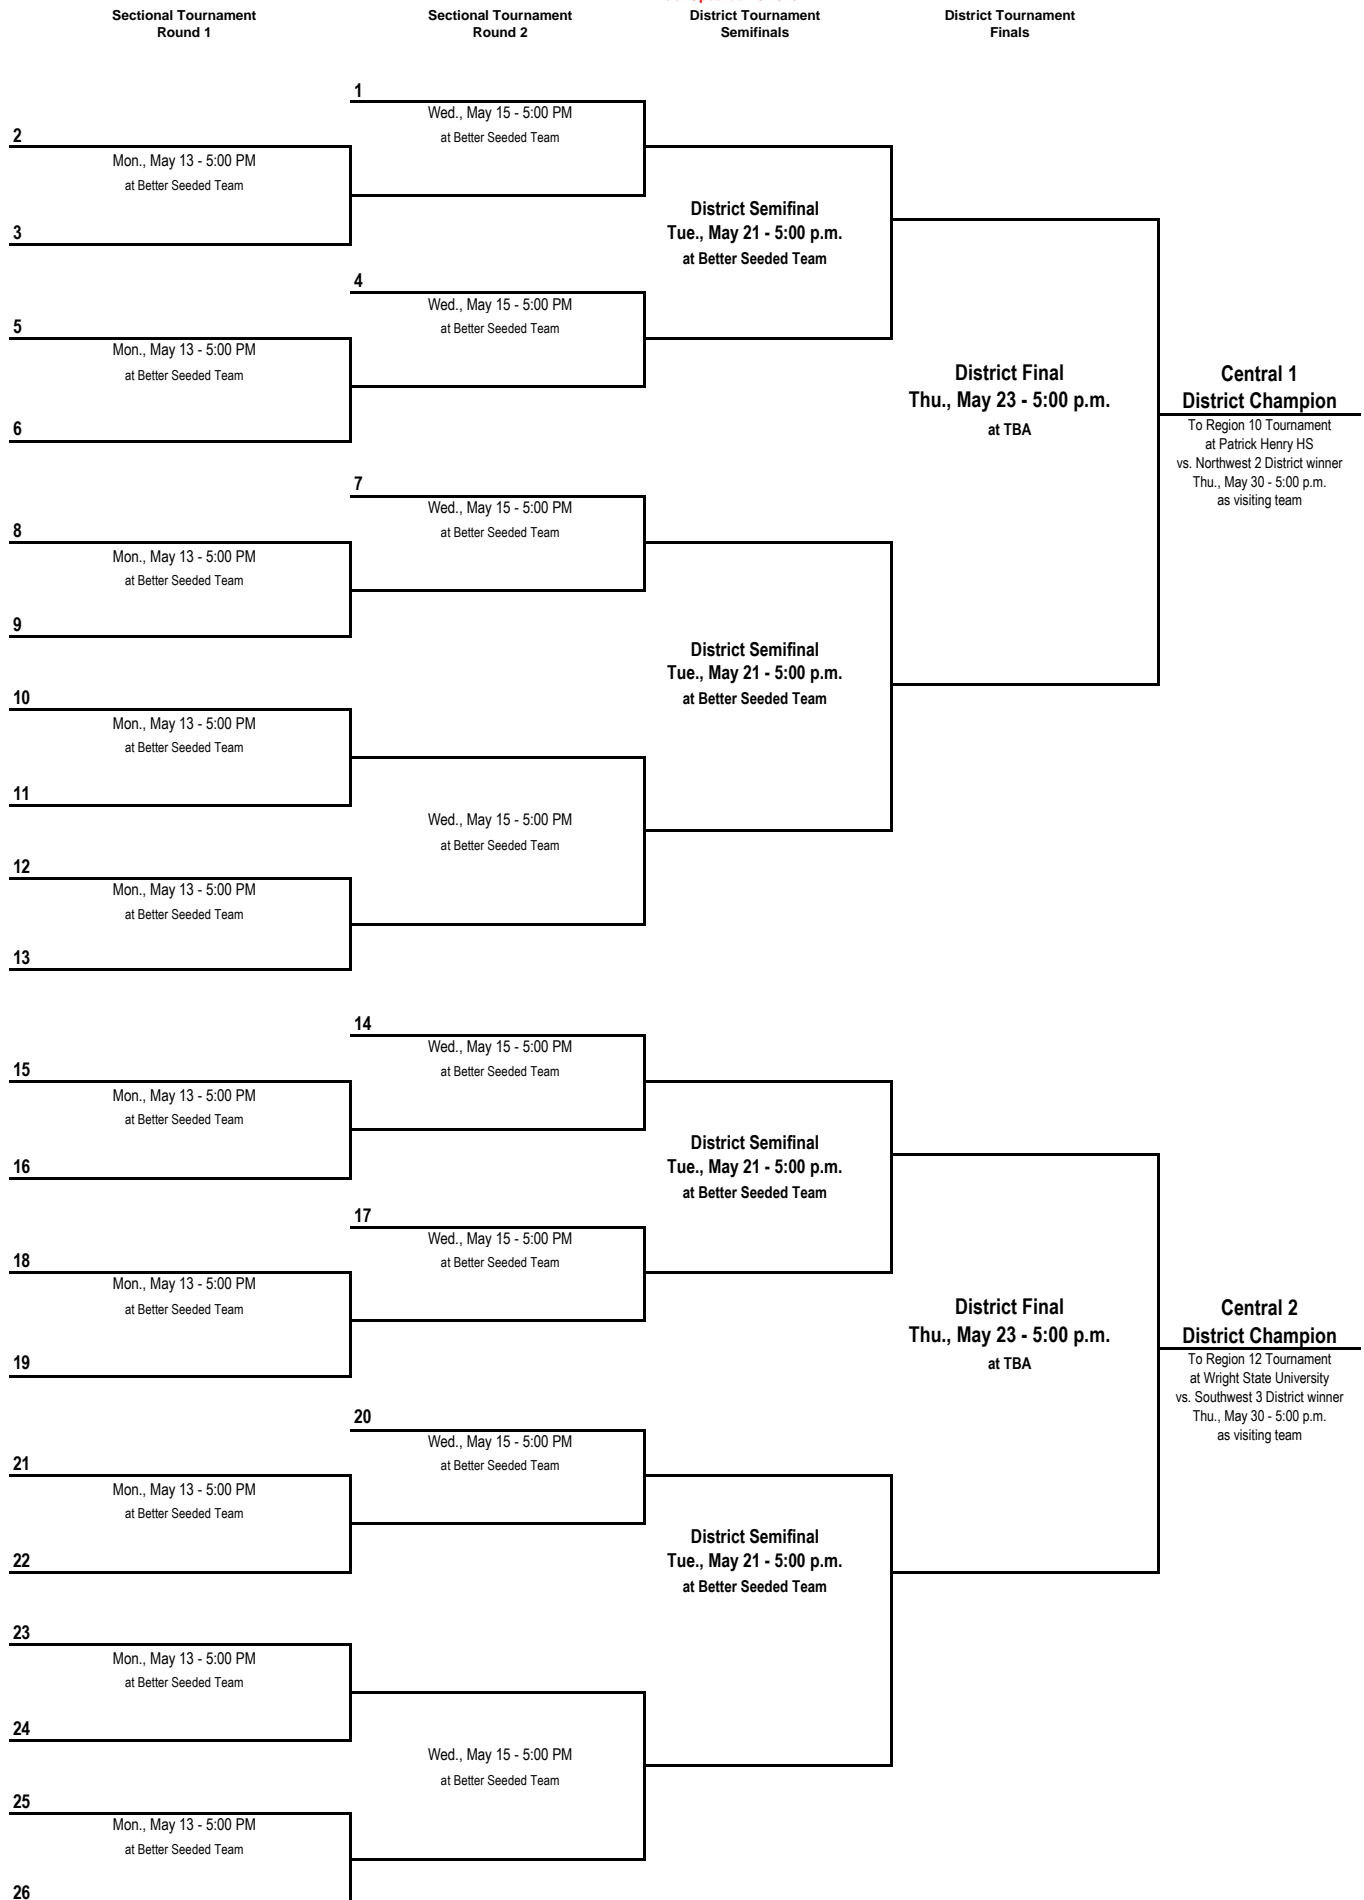 Sectional Tournament
Round 1
Sectional Tournament
Round 2
District Tournament
Semifinals
District Tournament
Finals
1
Wed., May 15 - 5:00 PM
at Better Seeded Team
2
Mon., May 13 - 5:00 PM
at Better Seeded Team
3
District Semifinal
Tue., May 21 - 5:00 p.m.
at Better Seeded Team
4
Wed., May 15 - 5:00 PM
at Better Seeded Team
5
Mon., May 13 - 5:00 PM
at Better Seeded Team
6
District Final
Thu., May 23 - 5:00 p.m.
at TBA
Central 1
District Champion
To Region 10 Tournament
at Patrick Henry HS
vs. Northwest 2 District winner
Thu., May 30 - 5:00 p.m.
as visiting team
7
Wed., May 15 - 5:00 PM
at Better Seeded Team
8
Mon., May 13 - 5:00 PM
at Better Seeded Team
9
District Semifinal
Tue., May 21 - 5:00 p.m.
at Better Seeded Team
10
Mon., May 13 - 5:00 PM
at Better Seeded Team
11
Wed., May 15 - 5:00 PM
at Better Seeded Team
12
Mon., May 13 - 5:00 PM
at Better Seeded Team
13
14
Wed., May 15 - 5:00 PM
at Better Seeded Team
15
Mon., May 13 - 5:00 PM
at Better Seeded Team
16
District Semifinal
Tue., May 21 - 5:00 p.m.
at Better Seeded Team
17
Wed., May 15 - 5:00 PM
at Better Seeded Team
18
Mon., May 13 - 5:00 PM
at Better Seeded Team
19
District Final
Thu., May 23 - 5:00 p.m.
at TBA
Central 2
District Champion
To Region 12 Tournament
at Wright State University
vs. Southwest 3 District winner
Thu., May 30 - 5:00 p.m.
as visiting team
20
Wed., May 15 - 5:00 PM
at Better Seeded Team
21
Mon., May 13 - 5:00 PM
at Better Seeded Team
22
District Semifinal
Tue., May 21 - 5:00 p.m.
at Better Seeded Team
23
Mon., May 13 - 5:00 PM
at Better Seeded Team
24
Wed., May 15 - 5:00 PM
at Better Seeded Team
25
Mon., May 13 - 5:00 PM
at Better Seeded Team
26